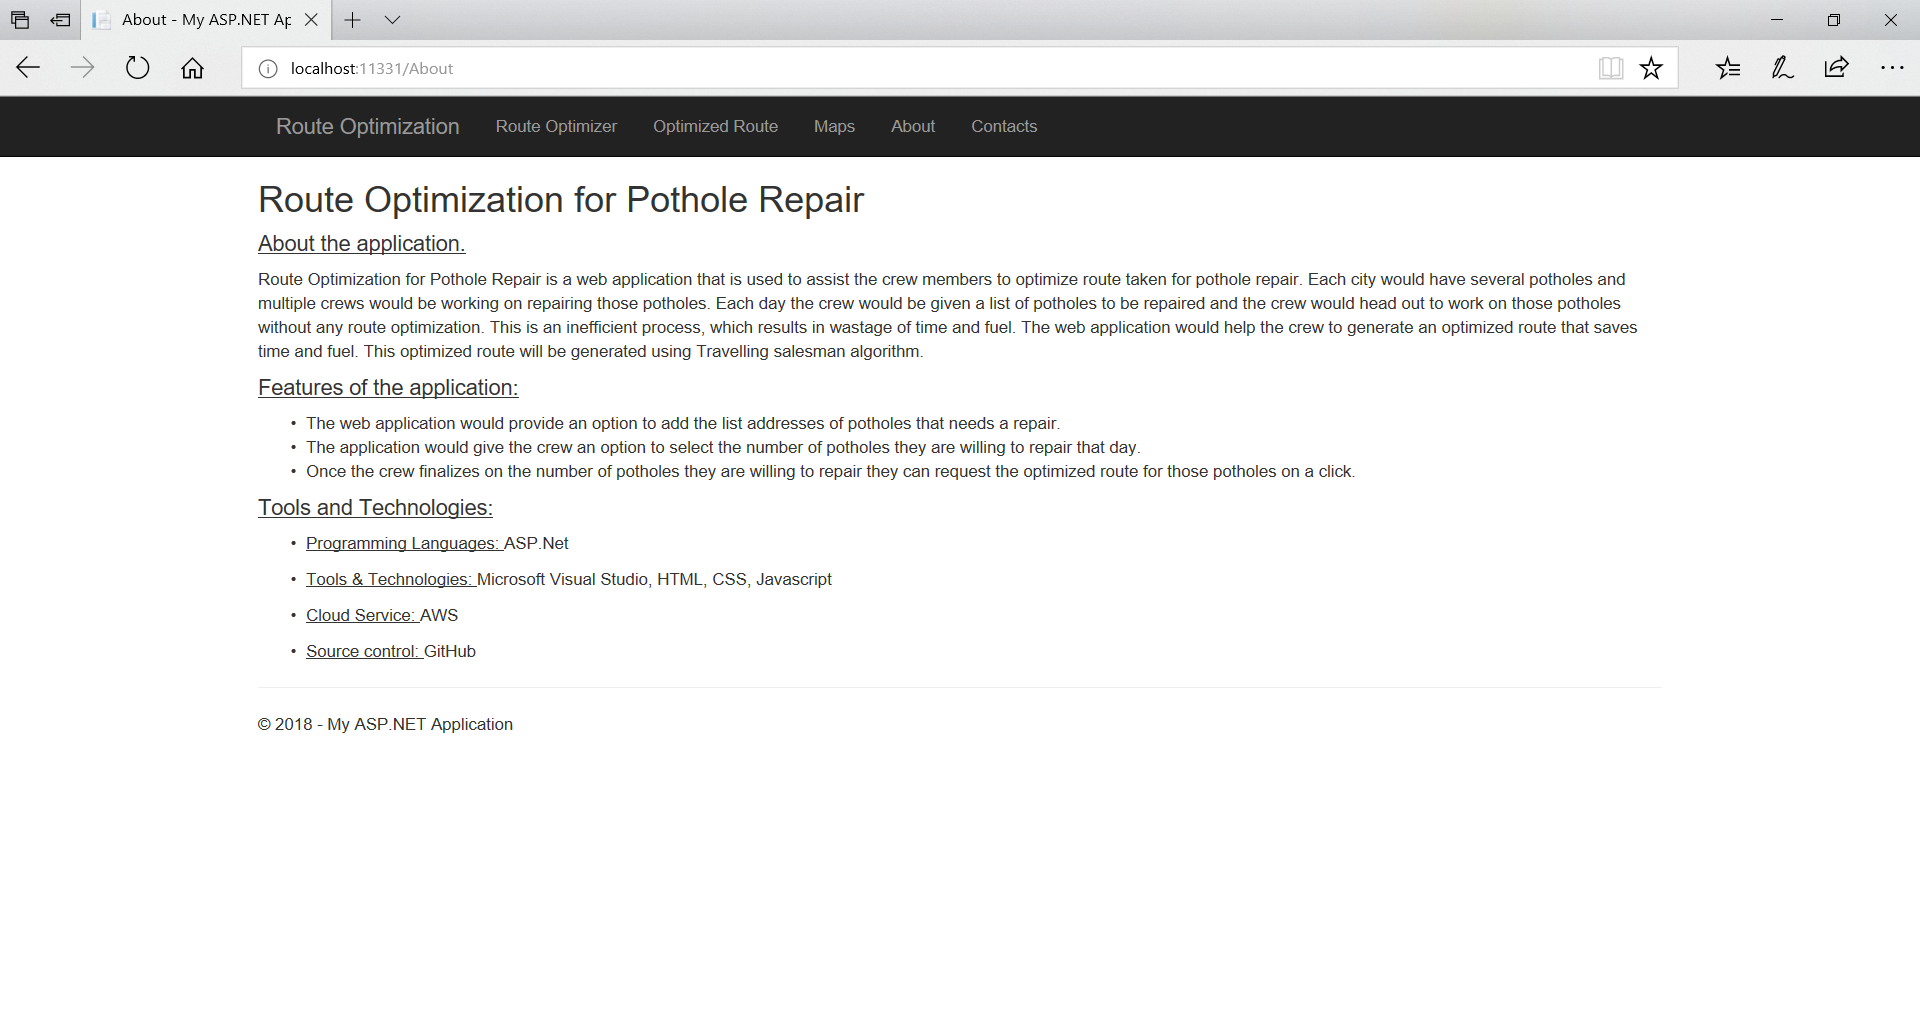 About - My ASP.NET Ap
localhost:11331/About
Route Optimization Route Optimizer Optimized Route Maps About Contacts
Route Optimization for Pothole Repair
About the application.
Route Optimization for Pothole Repair is a web application that is used to assist the crew members to optimize route taken for pothole repair. Each city would have several potholes and
multiple crews would be working on repairing those potholes. Each day the crew would be given a list of potholes to be repaired and the crew would head out to work on those potholes
without any route optimization. This is an inefficient process, which results in wastage of time and fuel. The web application would help the crew to generate an optimized route that saves
time and fuel. This optimized route will be generated using Travelling salesman algorithm.
Features of the application:
• The web application would provide an option to add the list addresses of potholes that needs a repair.
• The application would give the crew an option to select the number of potholes they are willing to repair that day.
• Once the crew finalizes on the number of potholes they are willing to repair they can request the optimized route for those potholes on a click.
Tools and Technologies:
• Programming Languages: ASP.Net
• Tools & Technologies: Microsoft Visual Studio, HTML, CSS, Javascript
• Cloud Service: AWS
• Source control: GitHub
© 2018 - My ASP.NET Application